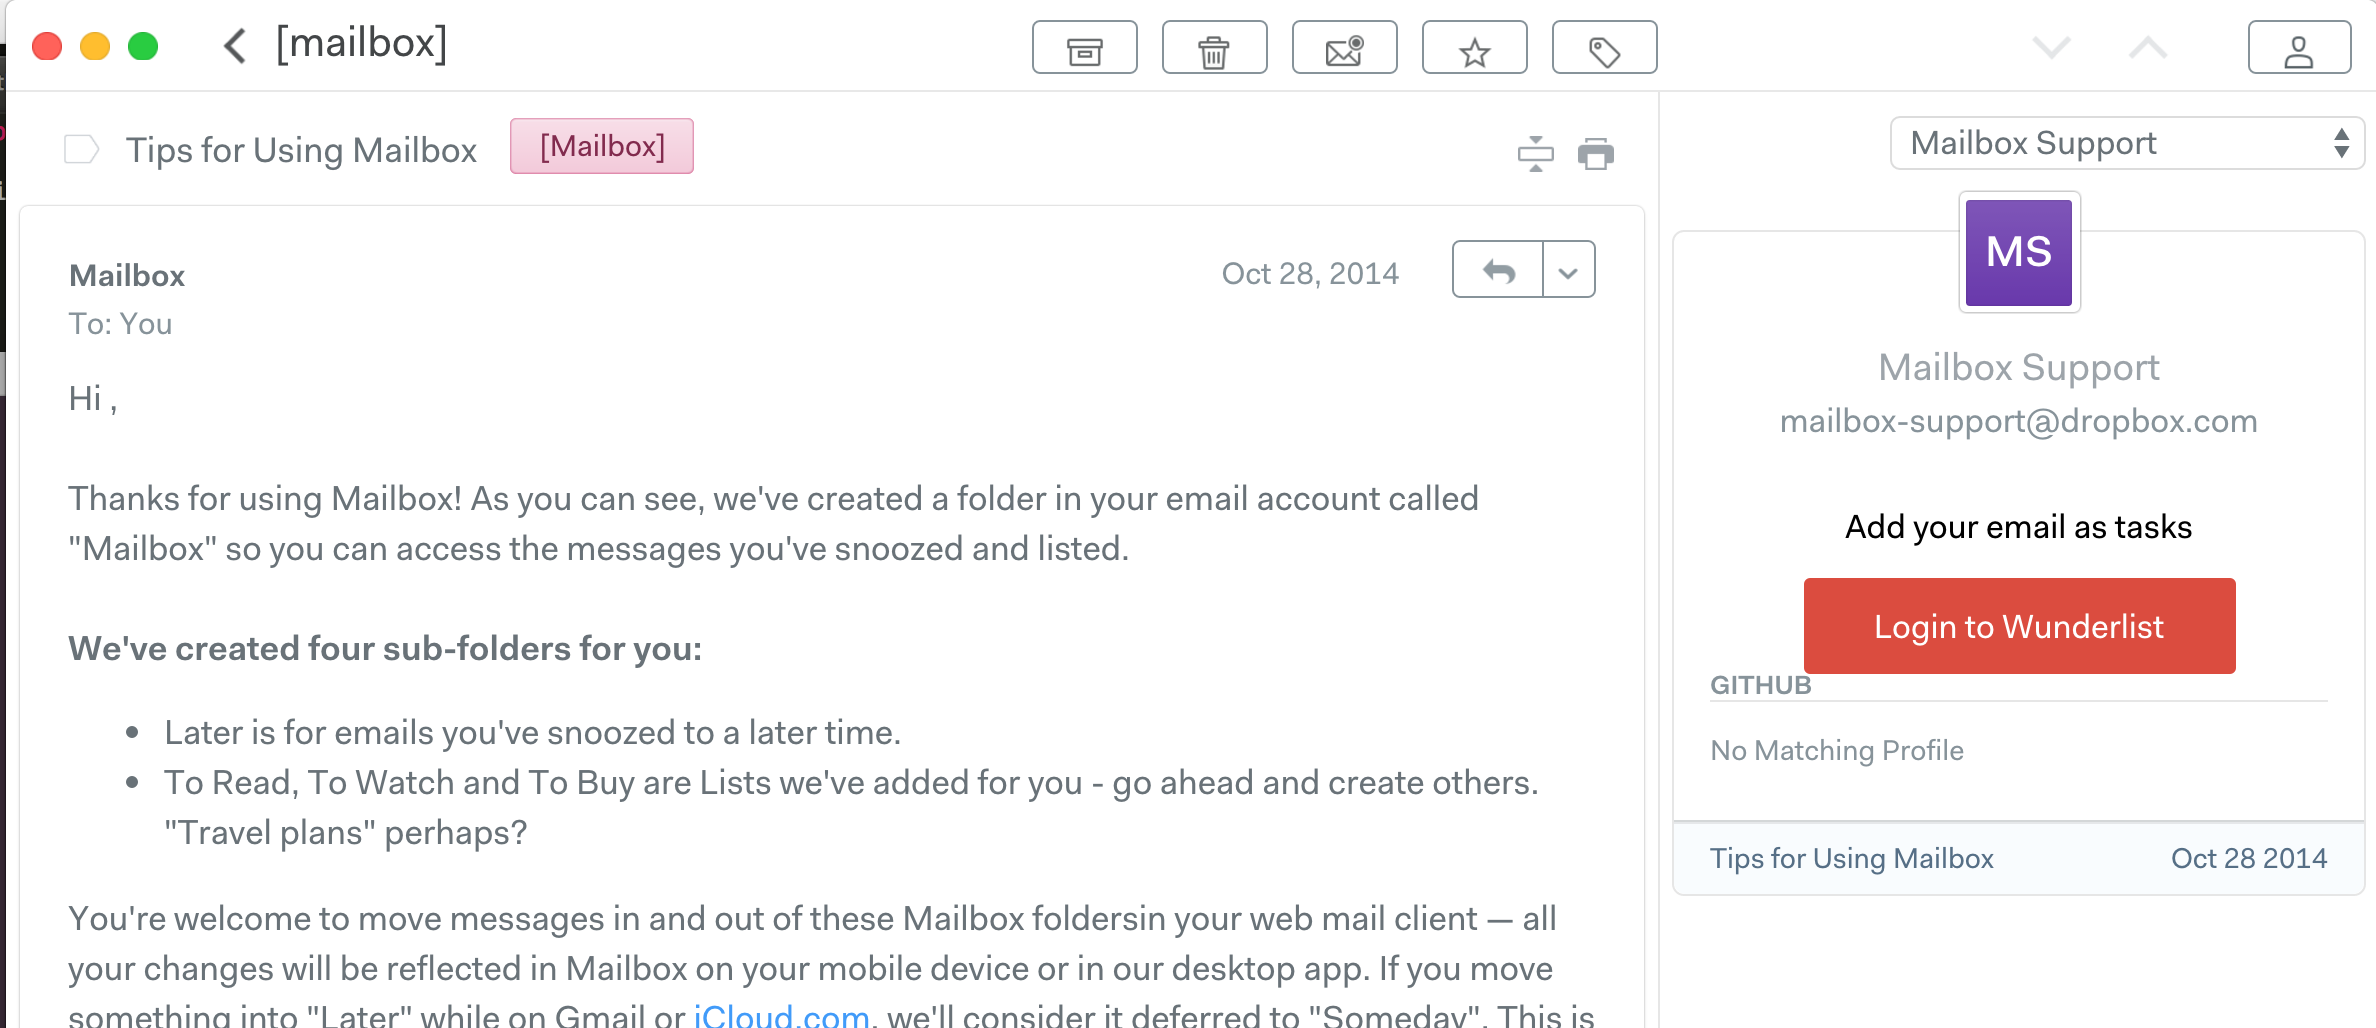 [mailbox]
Tips for Using Mailbox [Mailbox]
Mailbox Oct 28, 2014
To: You
Hi ,
Thanks for using Mailbox! As you can see, we've created a folder in your email account called
"Mailbox" so you can access the messages you've snoozed and listed.
We've created four sub-folders for you:
• Later is for emails you've snoozed to a later time.
• To Read, To Watch and To Buy are Lists we've added for you - go ahead and create others.
"Travel plans" perhaps?
You're welcome to move messages in and out of these Mailbox foldersin your web mail client — all
your changes will be reflected in Mailbox on your mobile device or in our desktop app. If you move
something into "Later" while on Gmail or iCloud.com, we'll consider it deferred to "Someday". This is
Mailbox Support
MS
Mailbox Support
mailbox-support@dropbox.com
Add your email as tasks
Login to Wunderlist
GITHUB
No Matching Profile
Tips for Using Mailbox Oct 28 2014